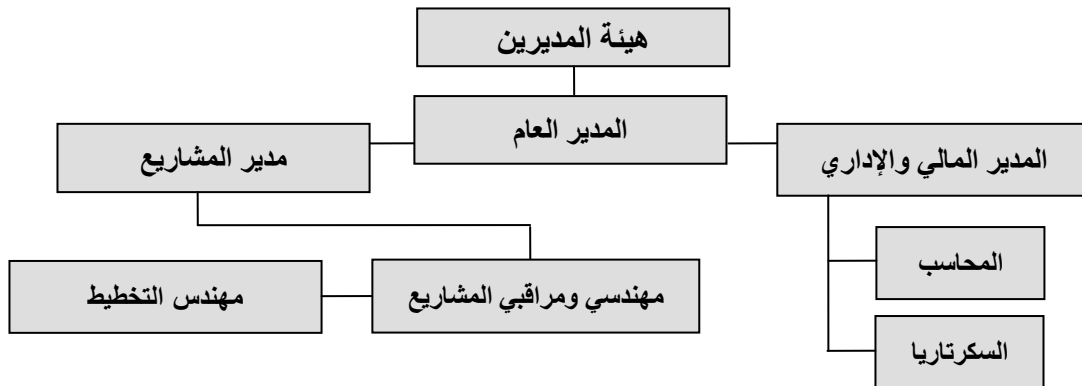 هيئة المديرين
المدير العام
المدير المالي والإداري
مدير المشاريع
المحاسب
مهندسي ومراقبي المشاريع
مهندس التخطيط
السكرتاريا